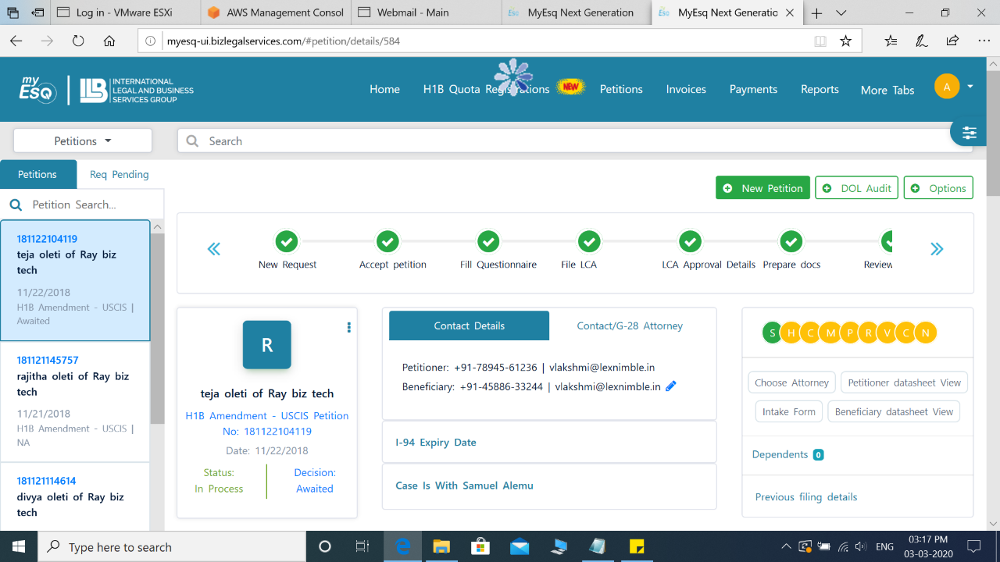 Log in - VMware ESXi
AWS Management Consol
Webmail - Main
MyEsq Next Generation
MyEsq Next Generatio
myesq-ui.bizlegalservices.com/#petition/details/584
my
ESQ
ILB
INTERNATIONAL
LEGAL AND BUSINESS
SERVICES GROUP
Home
H1B Quota Registrations
NEW
Petitions
Invoices
Payments
Reports
More Tabs
A
Petitions
Search
Petitions
Req Pending
New Petition
DOL Audit
Options
Petition Search...
181122104119
teja oleti of Ray biz
tech
11/22/2018
H1B Amendment - USCIS |
Awaited
181121145757
rajitha oleti of Ray biz
tech
11/21/2018
H1B Amendment - USCIS |
NA
181121114614
divya oleti of Ray biz
tech
New Request
Accept petition
Fill Questionnaire
File LCA
LCA Approval Details
Prepare docs
Review
R
teja oleti of Ray biz tech
H1B Amendment - USCIS Petition
No: 181122104119
Date: 11/22/2018
Status:
In Process
Decision:
Awaited
Contact Details
Contact/G-28 Attorney
Petitioner: +91-78945-61236 | vlakshmi@lexnimble.in
Beneficiary: +91-45886-33244 | vlakshmi@lexnimble.in
I-94 Expiry Date
Case Is With Samuel Alemu
S H C M P R V C N
Choose Attorney
Petitioner datasheet View
Intake Form
Beneficiary datasheet View
Dependents 0
Previous filing details
Type here to search
ENG
03:17 PM
03-03-2020